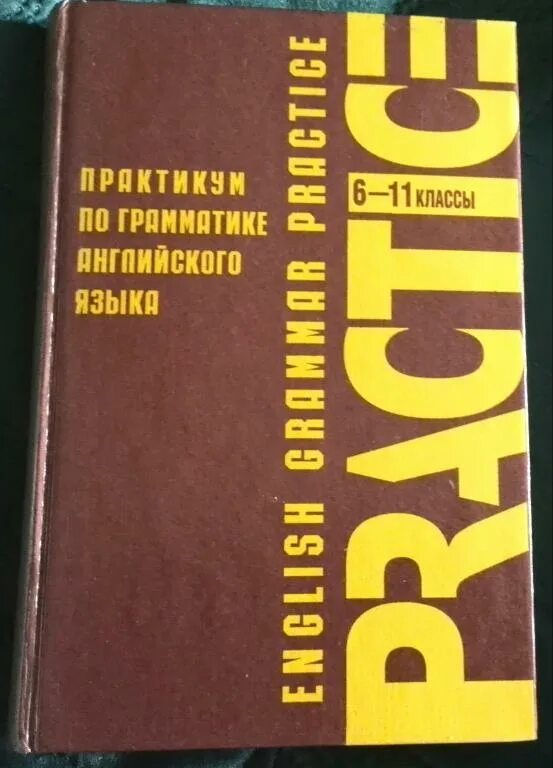 ПРАКТИКУМ
ПО ГРАММАТИКЕ
АНГЛИЙСКОГО
ЯЗЫКА
ENGLISH GRAMMAR PRACTICE
6–11 КЛАССЫ
PRACTICE